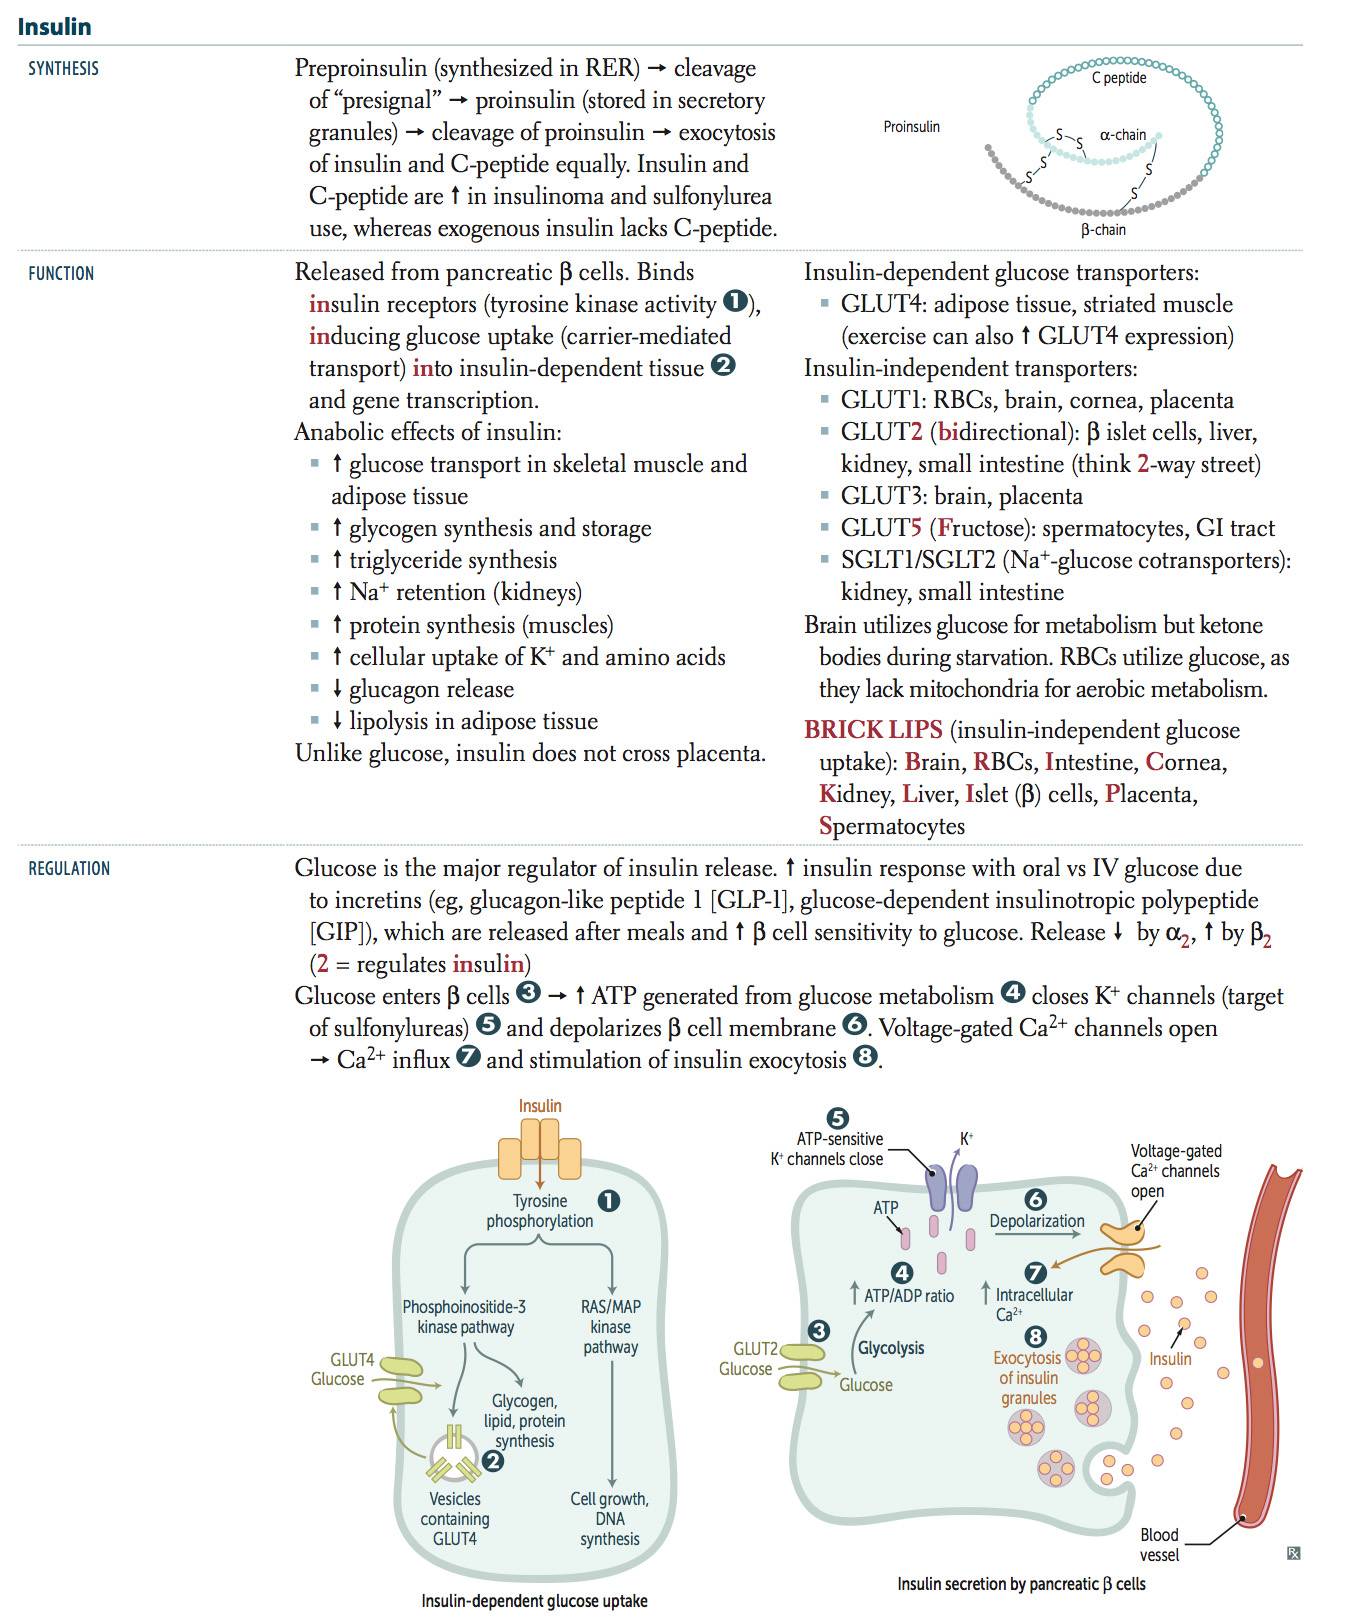 Insulin
SYNTHESIS
Preproinsulin (synthesized in RER) → cleavage
of “presignal” → proinsulin (stored in secretory
granules) → cleavage of proinsulin → exocytosis
of insulin and C-peptide equally. Insulin and
C-peptide are ↑ in insulinoma and sulfonylurea
use, whereas exogenous insulin lacks C-peptide.
C peptide
Proinsulin
α-chain
S
S
S
S
S
S
β-chain
FUNCTION
Released from pancreatic β cells. Binds
insulin receptors (tyrosine kinase activity ❶),
inducing glucose uptake (carrier-mediated
transport) into insulin-dependent tissue ❷
and gene transcription.
Anabolic effects of insulin:
▪ ↑ glucose transport in skeletal muscle and
adipose tissue
▪ ↑ glycogen synthesis and storage
▪ ↑ triglyceride synthesis
▪ ↑ Na⁺ retention (kidneys)
▪ ↑ protein synthesis (muscles)
▪ ↑ cellular uptake of K⁺ and amino acids
▪ ↓ glucagon release
▪ ↓ lipolysis in adipose tissue
Unlike glucose, insulin does not cross placenta.
Insulin-dependent glucose transporters:
▪ GLUT4: adipose tissue, striated muscle
(exercise can also ↑ GLUT4 expression)
Insulin-independent transporters:
▪ GLUT1: RBCs, brain, cornea, placenta
▪ GLUT2 (bidirectional): β islet cells, liver,
kidney, small intestine (think 2-way street)
▪ GLUT3: brain, placenta
▪ GLUT5 (Fructose): spermatocytes, GI tract
▪ SGLT1/SGLT2 (Na⁺-glucose cotransporters):
kidney, small intestine
Brain utilizes glucose for metabolism but ketone
bodies during starvation. RBCs utilize glucose, as
they lack mitochondria for aerobic metabolism.
BRICK LIPS (insulin-independent glucose
uptake): Brain, RBCs, Intestine, Cornea,
Kidney, Liver, Islet (β) cells, Placenta,
Spermatocytes
REGULATION
Glucose is the major regulator of insulin release. ↑ insulin response with oral vs IV glucose due
to incretins (eg, glucagon-like peptide 1 [GLP-1], glucose-dependent insulinotropic polypeptide
[GIP]), which are released after meals and ↑ β cell sensitivity to glucose. Release ↓ by α₂, ↑ by β₂
(2 = regulates insulin)
Glucose enters β cells ❸ → ↑ ATP generated from glucose metabolism ❹ closes K⁺ channels (target
of sulfonylureas) ❺ and depolarizes β cell membrane ❻. Voltage-gated Ca²⁺ channels open
→ Ca²⁺ influx ❼ and stimulation of insulin exocytosis ❽.
Insulin
Tyrosine
phosphorylation
❶
Phosphoinositide-3
kinase pathway
RAS/MAP
kinase
pathway
GLUT4
Glucose
Glycogen,
lipid, protein
synthesis
❷
Vesicles
containing
GLUT4
Cell growth,
DNA
synthesis
Insulin-dependent glucose uptake
❺
ATP-sensitive
K⁺ channels close
K⁺
Voltage-gated
Ca²⁺ channels
open
ATP
❻
Depolarization
❹
↑ ATP/ADP ratio
❼
↑ Intracellular
Ca²⁺
❸
GLUT2
Glucose
Glycolysis
Glucose
❽
Exocytosis
of insulin
granules
Insulin
Blood
vessel
Rx
Insulin secretion by pancreatic β cells